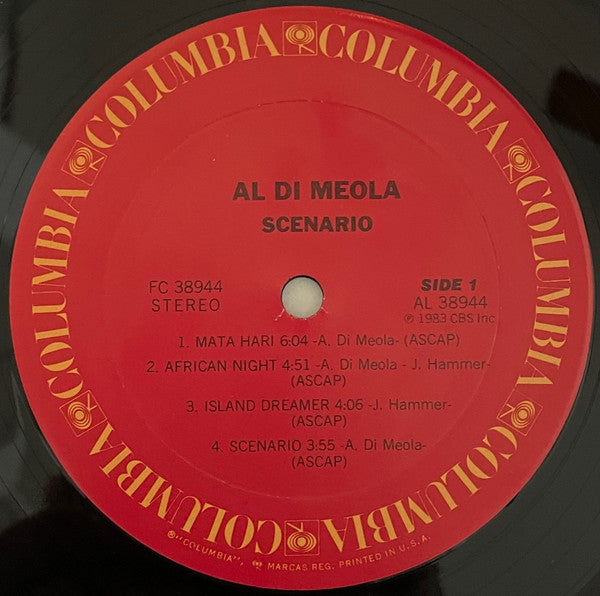 COLUMBIA COLUMBIA COLUMBIA COLUMBIA COLUMBIA COLUMBIA
AL DI MEOLA
SCENARIO
FC 38944
STEREO
SIDE 1
AL 38944
℗ 1983 CBS Inc
1. MATA HARI 6:04 -A. Di Meola- (ASCAP)
2. AFRICAN NIGHT 4:51 -A. Di Meola - J. Hammer-
(ASCAP)
3. ISLAND DREAMER 4:06 -J. Hammer-
(ASCAP)
4. SCENARIO 3:55 -A. Di Meola-
(ASCAP)
®"COLUMBIA", MARCAS REG. PRINTED IN U.S.A.